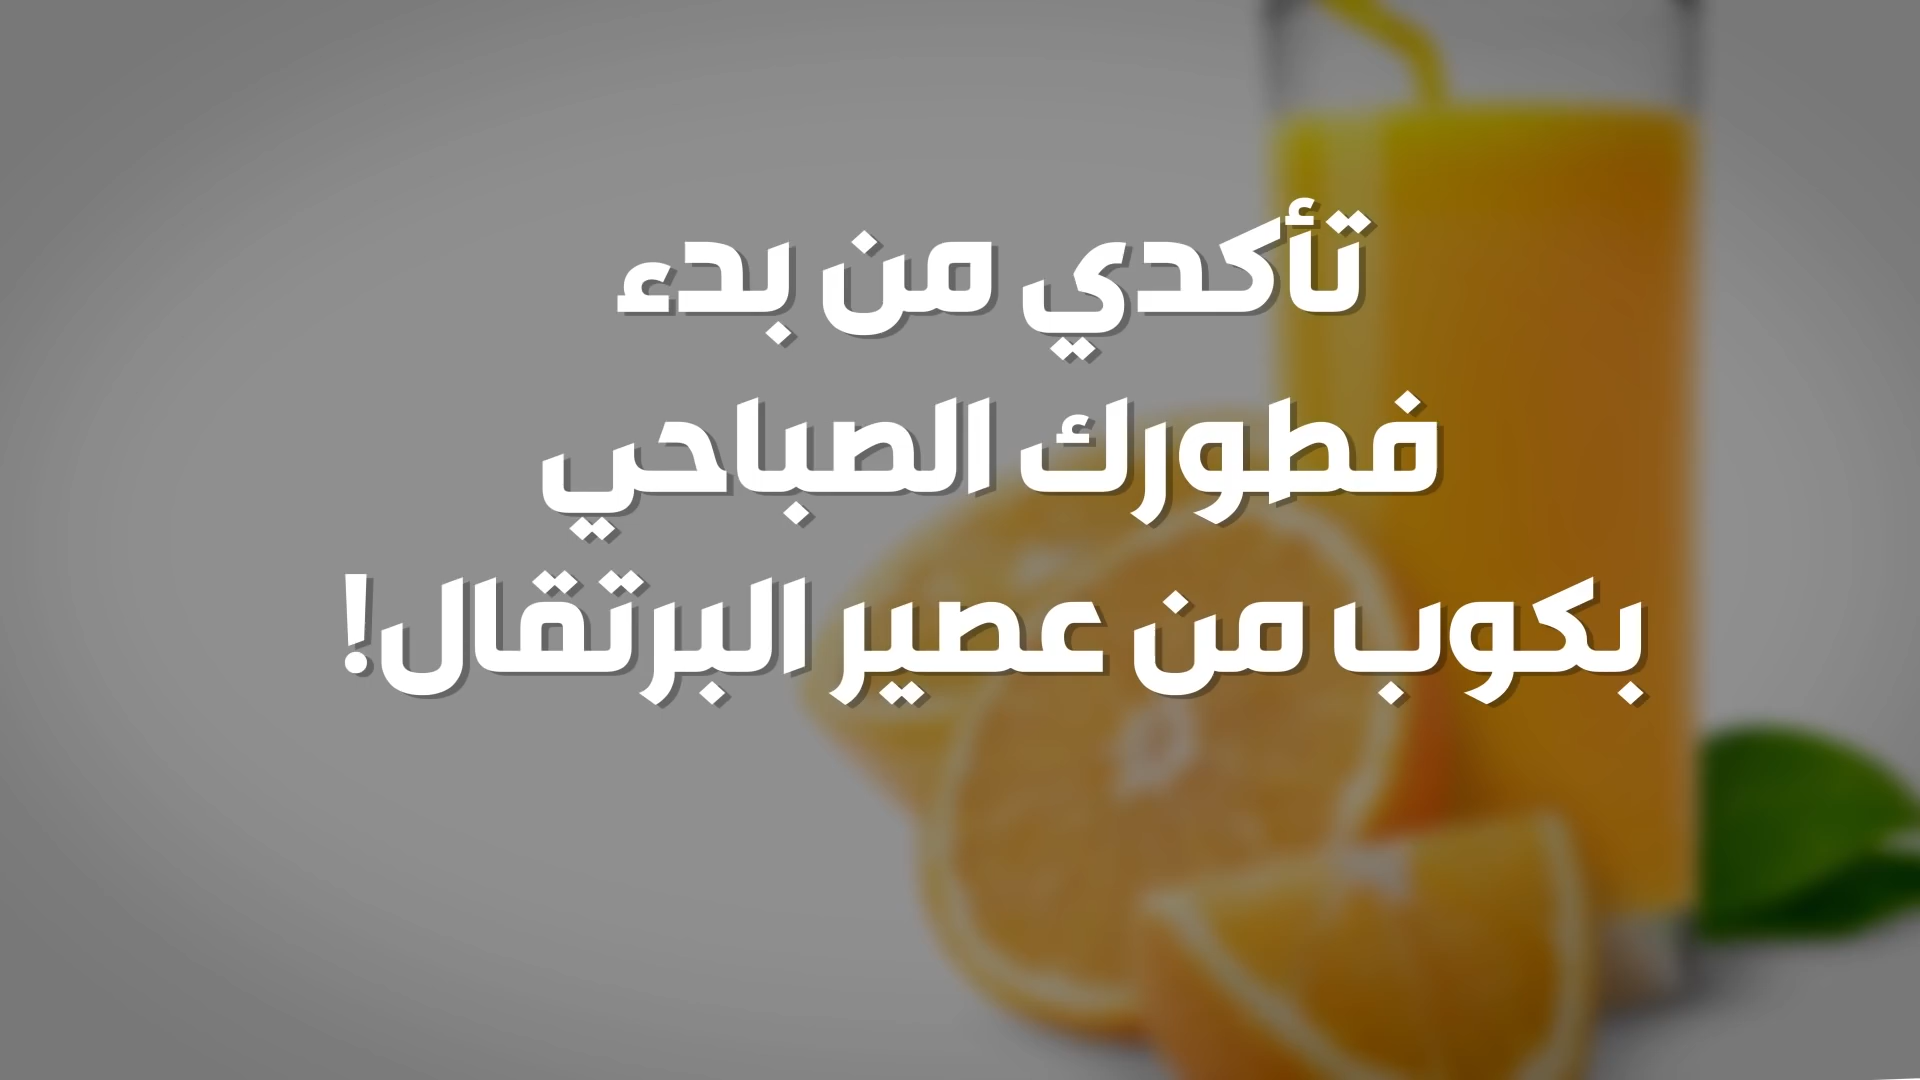 تأكدي من بدء
فطورك الصباحي
بكوب من عصير البرتقال!